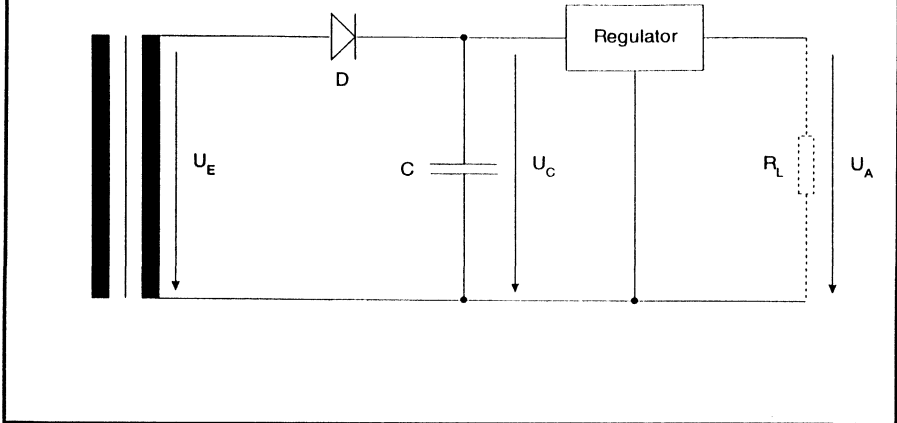 Regulator
D
U_E
C
U_C
R_L
U_A